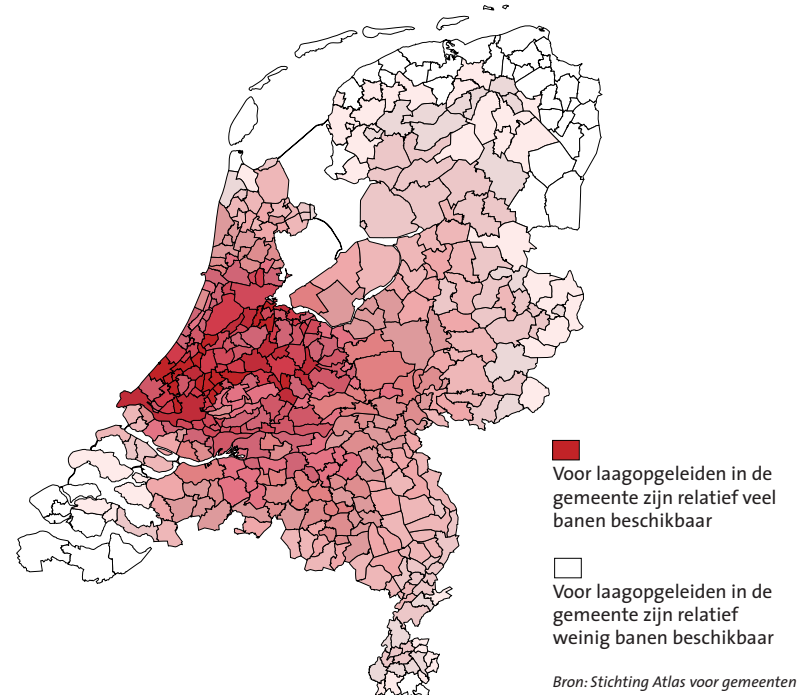 Voor laagopgeleiden in de
gemeente zijn relatief veel
banen beschikbaar
Voor laagopgeleiden in de
gemeente zijn relatief
weinig banen beschikbaar
Bron: Stichting Atlas voor gemeenten